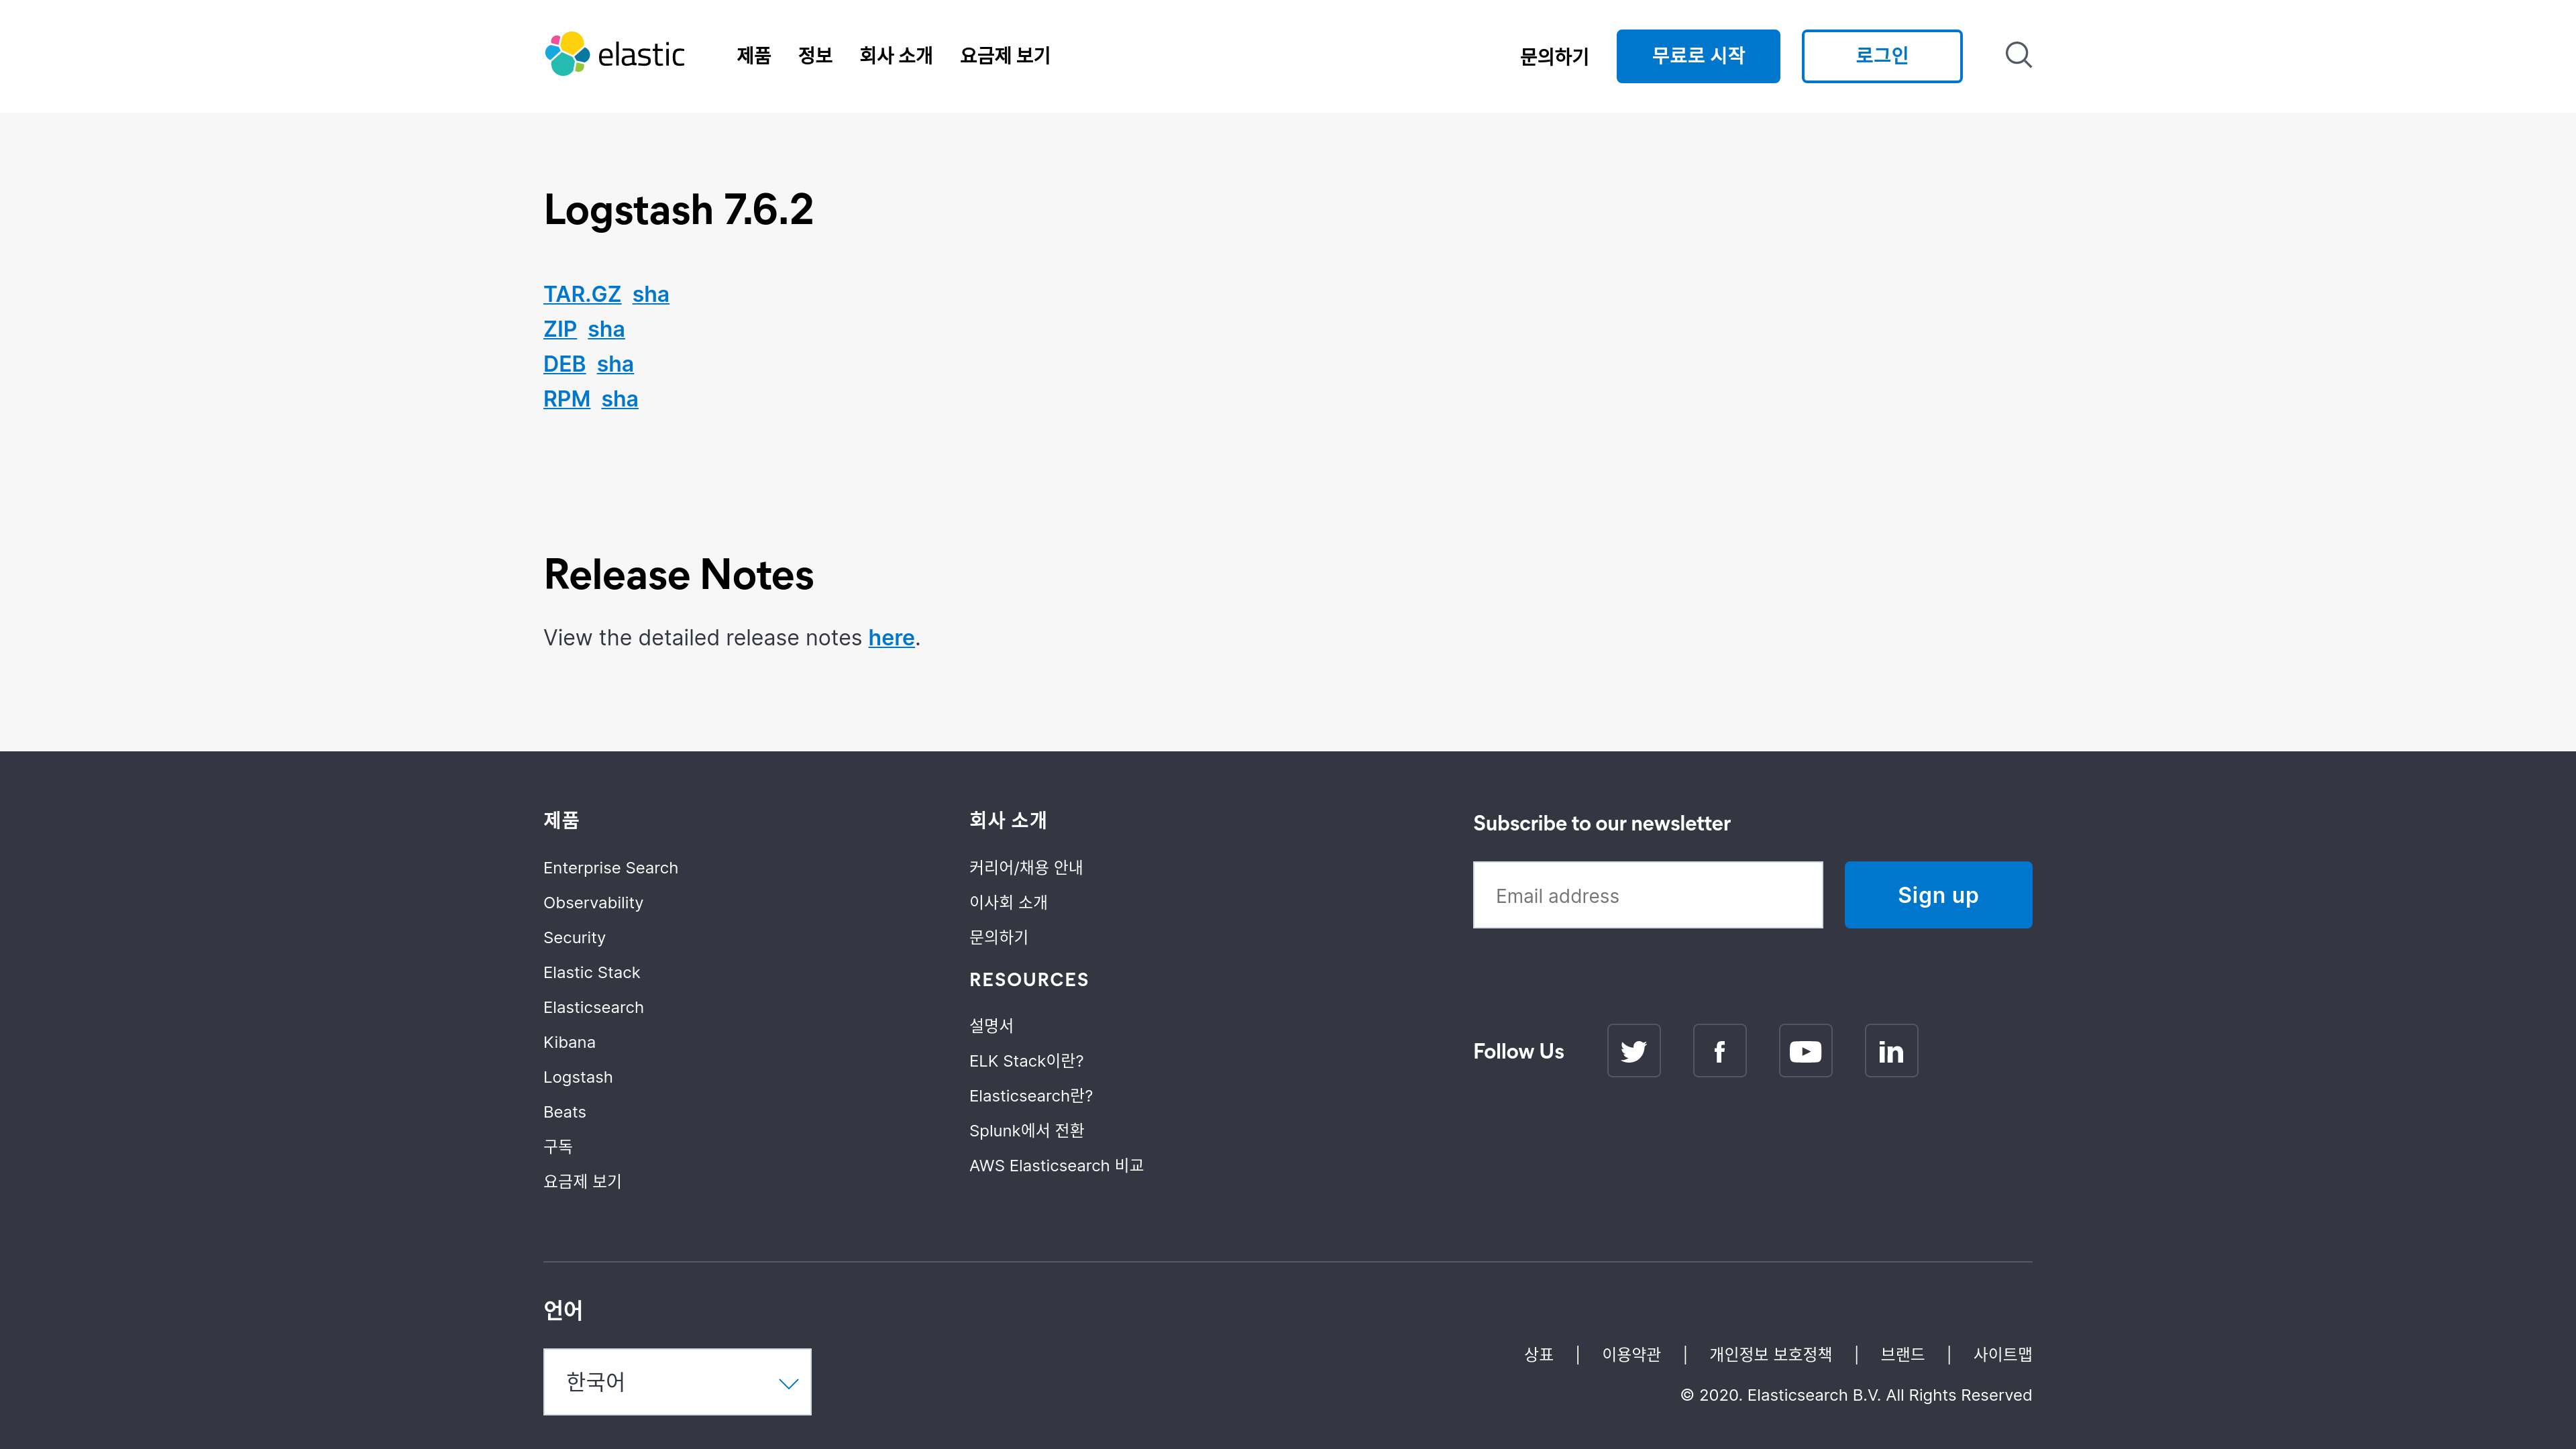 elastic
제품 정보 회사 소개 요금제 보기
문의하기 무료로 시작 로그인
Logstash 7.6.2
TAR.GZ sha
ZIP sha
DEB sha
RPM sha
Release Notes
View the detailed release notes here.
제품
Enterprise Search
Observability
Security
Elastic Stack
Elasticsearch
Kibana
Logstash
Beats
구독
요금제 보기
회사 소개
커리어/채용 안내
이사회 소개
문의하기
RESOURCES
설명서
ELK Stack이란?
Elasticsearch란?
Splunk에서 전환
AWS Elasticsearch 비교
Subscribe to our newsletter
Email address Sign up
Follow Us
언어
한국어
상표 | 이용약관 | 개인정보 보호정책 | 브랜드 | 사이트맵
© 2020. Elasticsearch B.V. All Rights Reserved